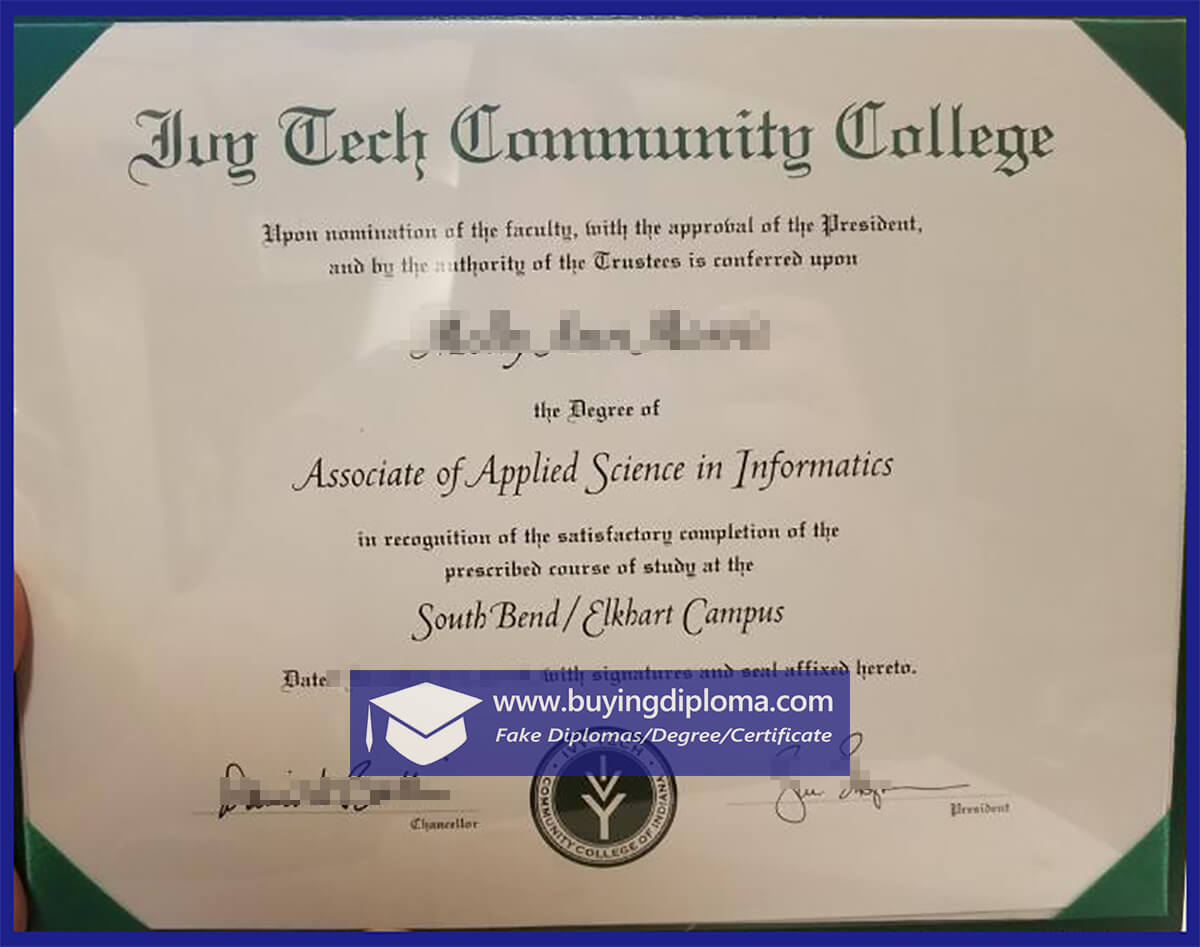 Ivy Tech Community College
Upon nomination of the faculty, with the approval of the President,
and by the authority of the Trustees is conferred upon
the Degree of
Associate of Applied Science in Informatics
in recognition of the satisfactory completion of the
prescribed course of study at the
South Bend/Elkhart Campus
Date with signatures and seal affixed hereto.
www.buyingdiploma.com
Fake Diplomas/Degree/Certificate
IVY TECH
COMMUNITY COLLEGE OF INDIANA
Chancellor
President